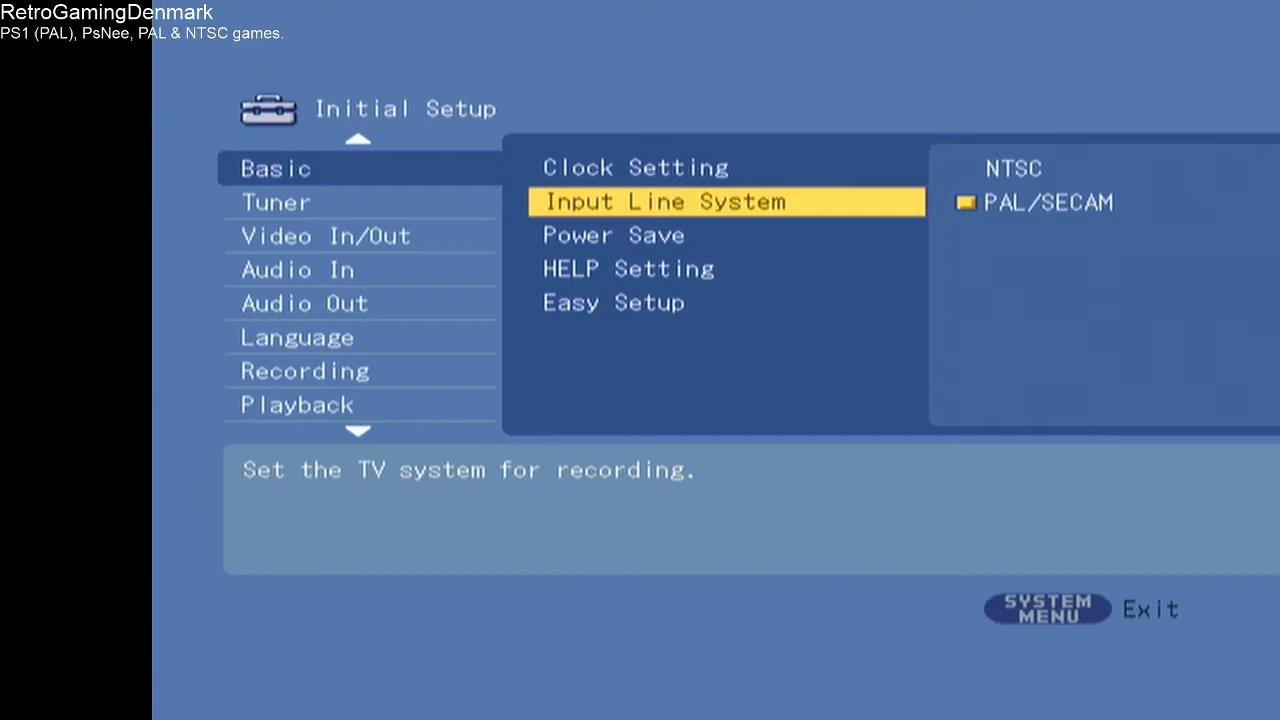 RetroGamingDenmark
PS1 (PAL), PsNee, PAL & NTSC games.
Initial Setup
Basic
Tuner
Video In/Out
Audio In
Audio Out
Language
Recording
Playback
Clock Setting
Input Line System
Power Save
HELP Setting
Easy Setup
NTSC
PAL/SECAM
Set the TV system for recording.
SYSTEM
MENU
Exit